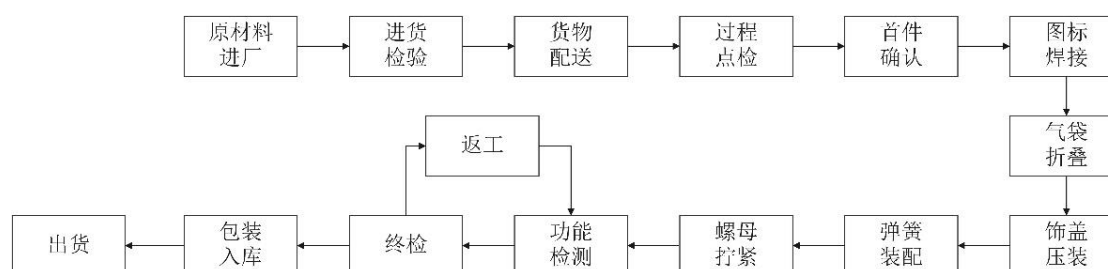 原材料
进厂
进货
检验
货物
配送
过程
点检
首件
确认
图标
焊接
气袋
折叠
饰盖
压装
弹簧
装配
螺母
拧紧
功能
检测
终检
返工
包装
入库
出货